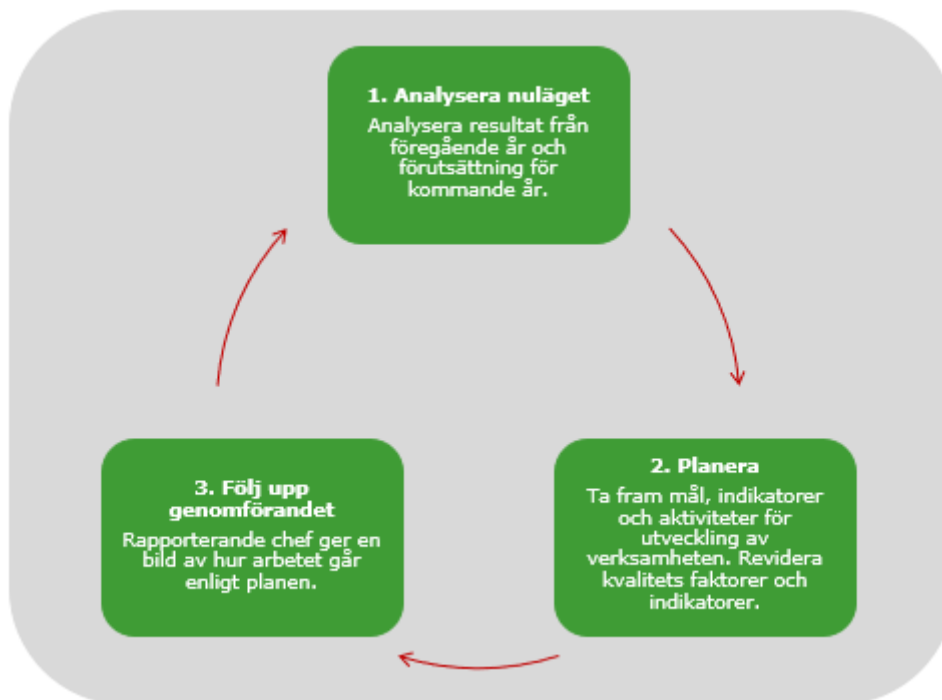 1. Analysera nuläget
Analysera resultat från
föregående år och
förutsättning för
kommande år.
2. Planera
Ta fram mål, indikatorer
och aktiviteter för
utveckling av
verksamheten. Revidera
kvalitets faktorer och
indikatorer.
3. Följ upp
genomförandet
Rapporterande chef ger en
bild av hur arbetet går
enligt planen.